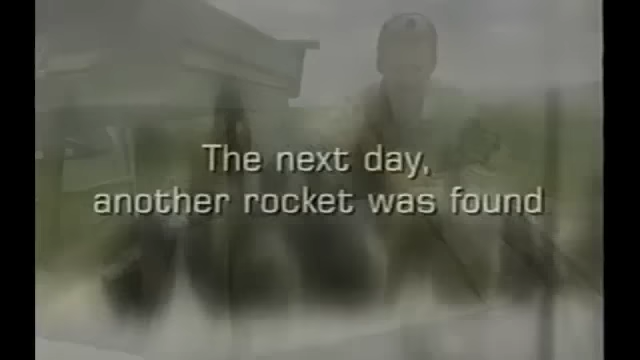 The next day,
another rocket was found